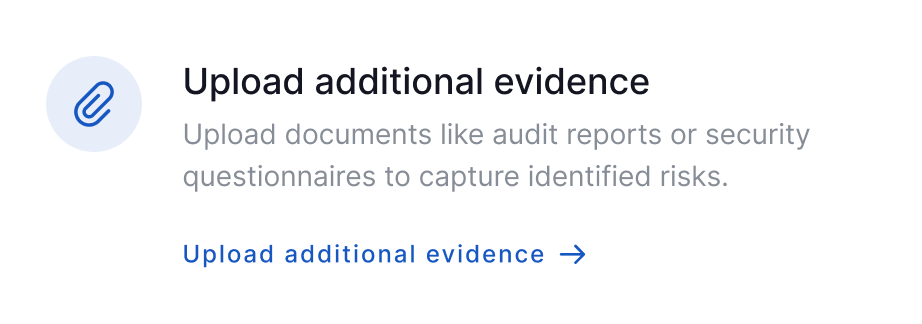 Upload additional evidence
Upload documents like audit reports or security
questionnaires to capture identified risks.
Upload additional evidence →